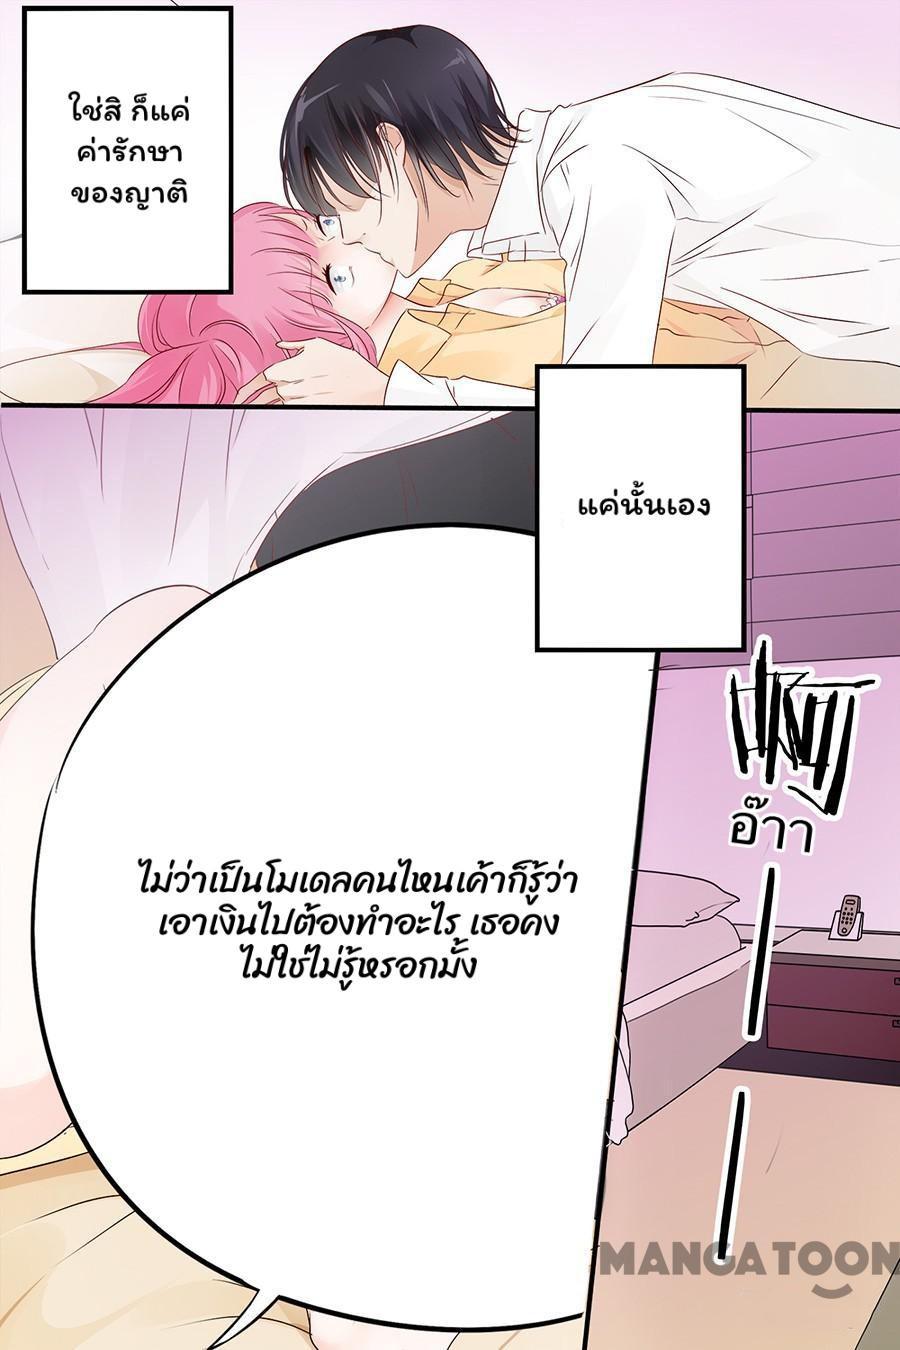 ใช่สิ ก็แค่
ค่ารักษา
ของญาติ
แค่นั้นเอง
อ๊าา
ไม่ว่าเป็นโมเดลคนไหนเค้าก็รู้ว่า
เอาเงินไปต้องทำอะไร เธอคง
ไม่ใช่ไม่รู้หรอกมั้ง
MANGATOON